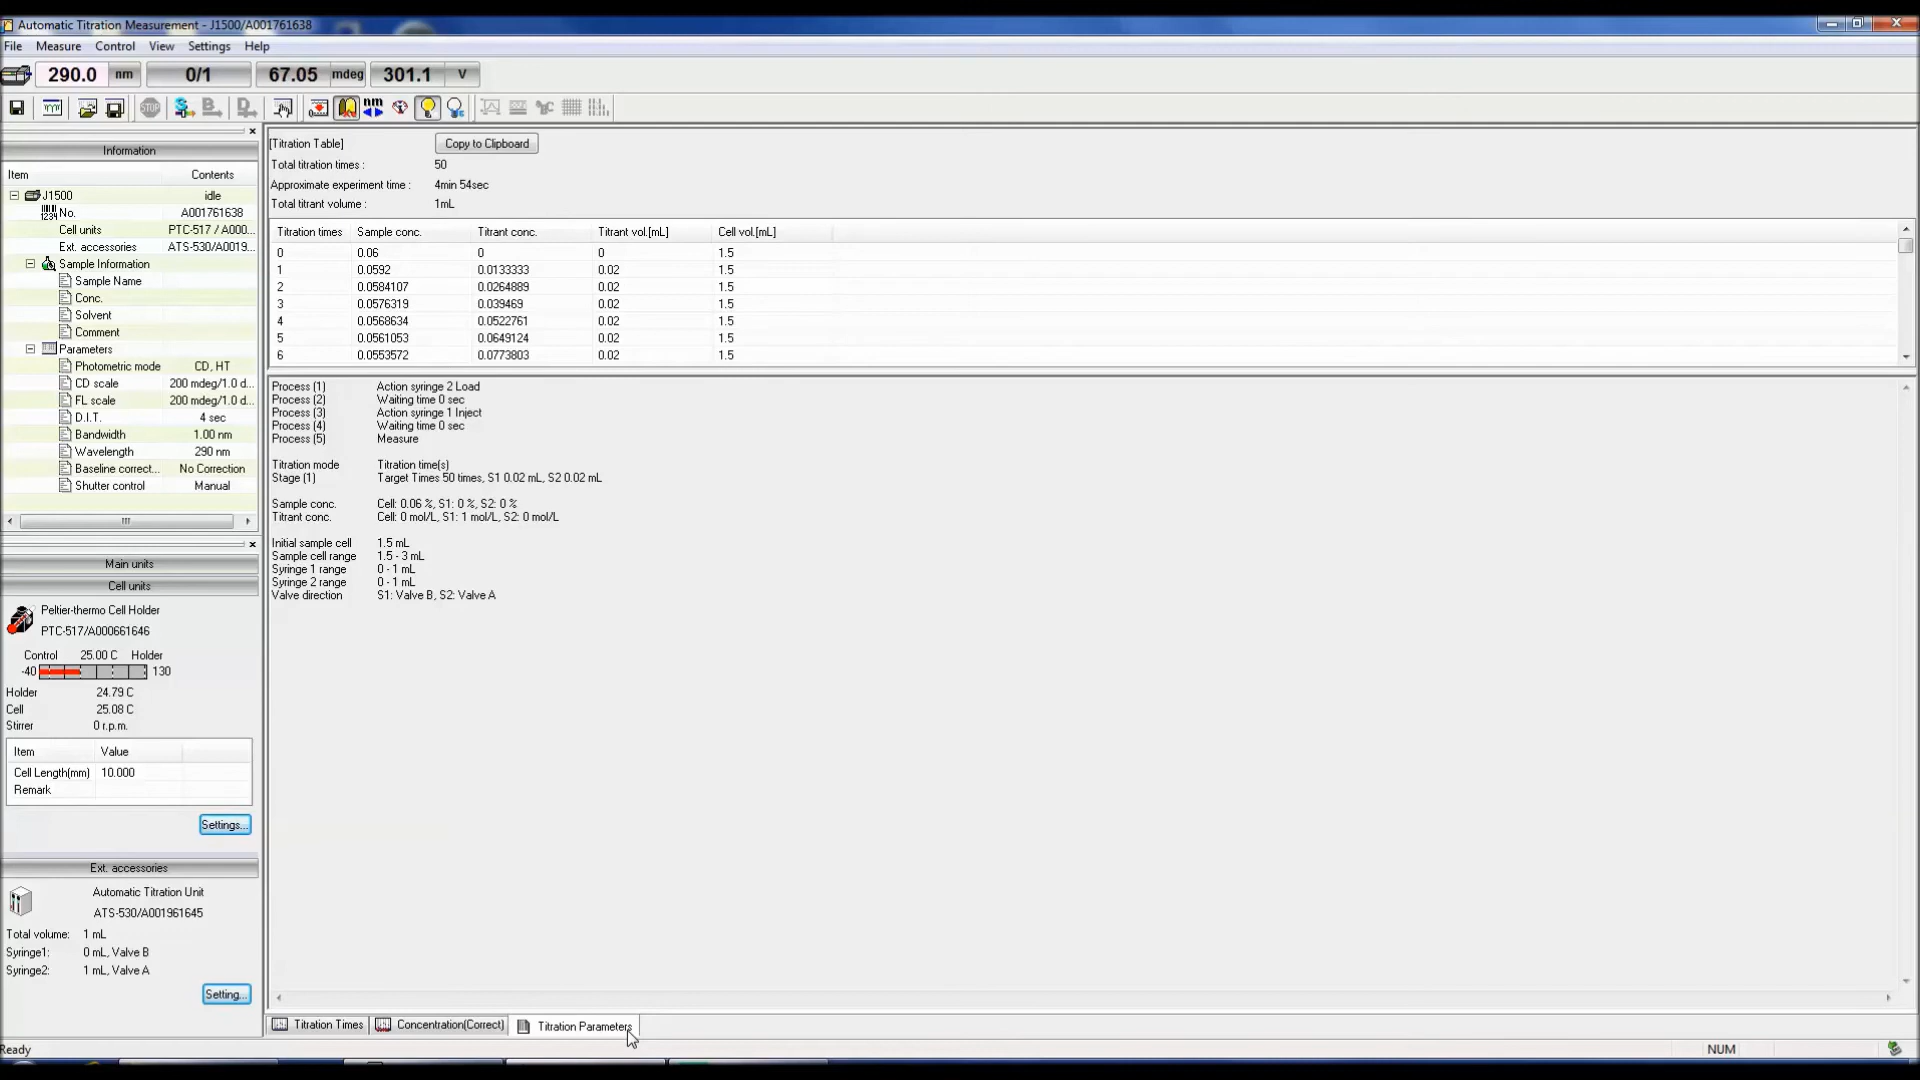 Automatic Titration Measurement - J1500/A001761638
File Measure Control View Settings Help
290.0 nm 0/1 67.05 mdeg 301.1 V
Information
Item Contents
J1500 idle
No. A001761638
Cell units PTC-517 / A000...
Ext. accessories ATS-530/A0019...
Sample Information
Sample Name
Conc.
Solvent
Comment
Parameters
Photometric mode CD, HT
CD scale 200 mdeg/1.0 d...
FL scale 200 mdeg/1.0 d...
D.I.T. 4 sec
Bandwidth 1.00 nm
Wavelength 290 nm
Baseline correct... No Correction
Shutter control Manual
Main units
Cell units
Peltier-thermo Cell Holder
PTC-517/A000661646
Control 25.00 C Holder
-40 130
Holder 24.79 C
Cell 25.08 C
Stirrer 0 r.p.m.
Item Value
Cell Length(mm) 10.000
Remark
Settings...
Ext. accessories
Automatic Titration Unit
ATS-530/A001961645
Total volume: 1 mL
Syringe1: 0 mL, Valve B
Syringe2: 1 mL, Valve A
Setting...
[Titration Table] Copy to Clipboard
Total titration times : 50
Approximate experiment time : 4min 54sec
Total titrant volume : 1mL
Titration times Sample conc. Titrant conc. Titrant vol.[mL] Cell vol.[mL]
0 0.06 0 0 1.5
1 0.0592 0.0133333 0.02 1.5
2 0.0584107 0.0264889 0.02 1.5
3 0.0576319 0.039469 0.02 1.5
4 0.0568634 0.0522761 0.02 1.5
5 0.0561053 0.0649124 0.02 1.5
6 0.0553572 0.0773803 0.02 1.5
Process (1) Action syringe 2 Load
Process (2) Waiting time 0 sec
Process (3) Action syringe 1 Inject
Process (4) Waiting time 0 sec
Process (5) Measure
Titration mode Titration time(s)
Stage (1) Target Times 50 times, S1 0.02 mL, S2 0.02 mL
Sample conc. Cell: 0.06 %, S1: 0 %, S2: 0 %
Titrant conc. Cell: 0 mol/L, S1: 1 mol/L, S2: 0 mol/L
Initial sample cell 1.5 mL
Sample cell range 1.5 - 3 mL
Syringe 1 range 0 - 1 mL
Syringe 2 range 0 - 1 mL
Valve direction S1: Valve B, S2: Valve A
Titration Times Concentration(Correct) Titration Parameters
Ready NUM